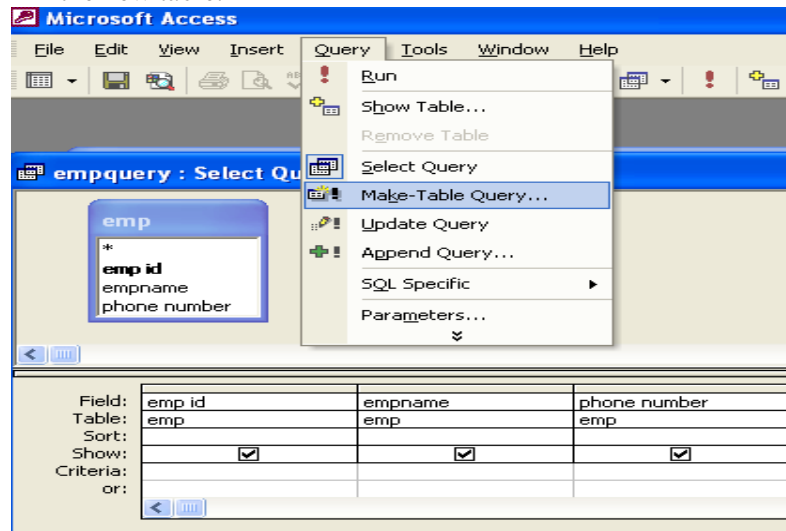 Microsoft Access
File Edit View Insert Query Tools Window Help
Run
Show Table...
Remove Table
empquery : Select Qu
Select Query
Make-Table Query...
emp
Update Query
*
Append Query...
emp id
empname
SQL Specific
phone number
Parameters...
Field: emp id empname phone number
Table: emp emp emp
Sort:
Show:
Criteria:
or: